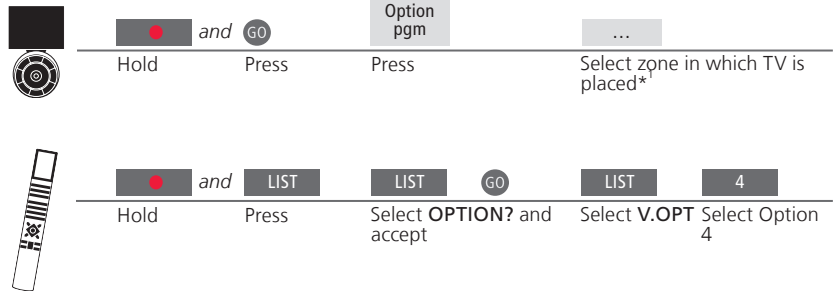 Option
pgm
and GO
…
Hold Press Press Select zone in which TV is
placed*1
and LIST LIST GO LIST 4
Hold Press Select OPTION? and Select V.OPT Select Option
accept 4